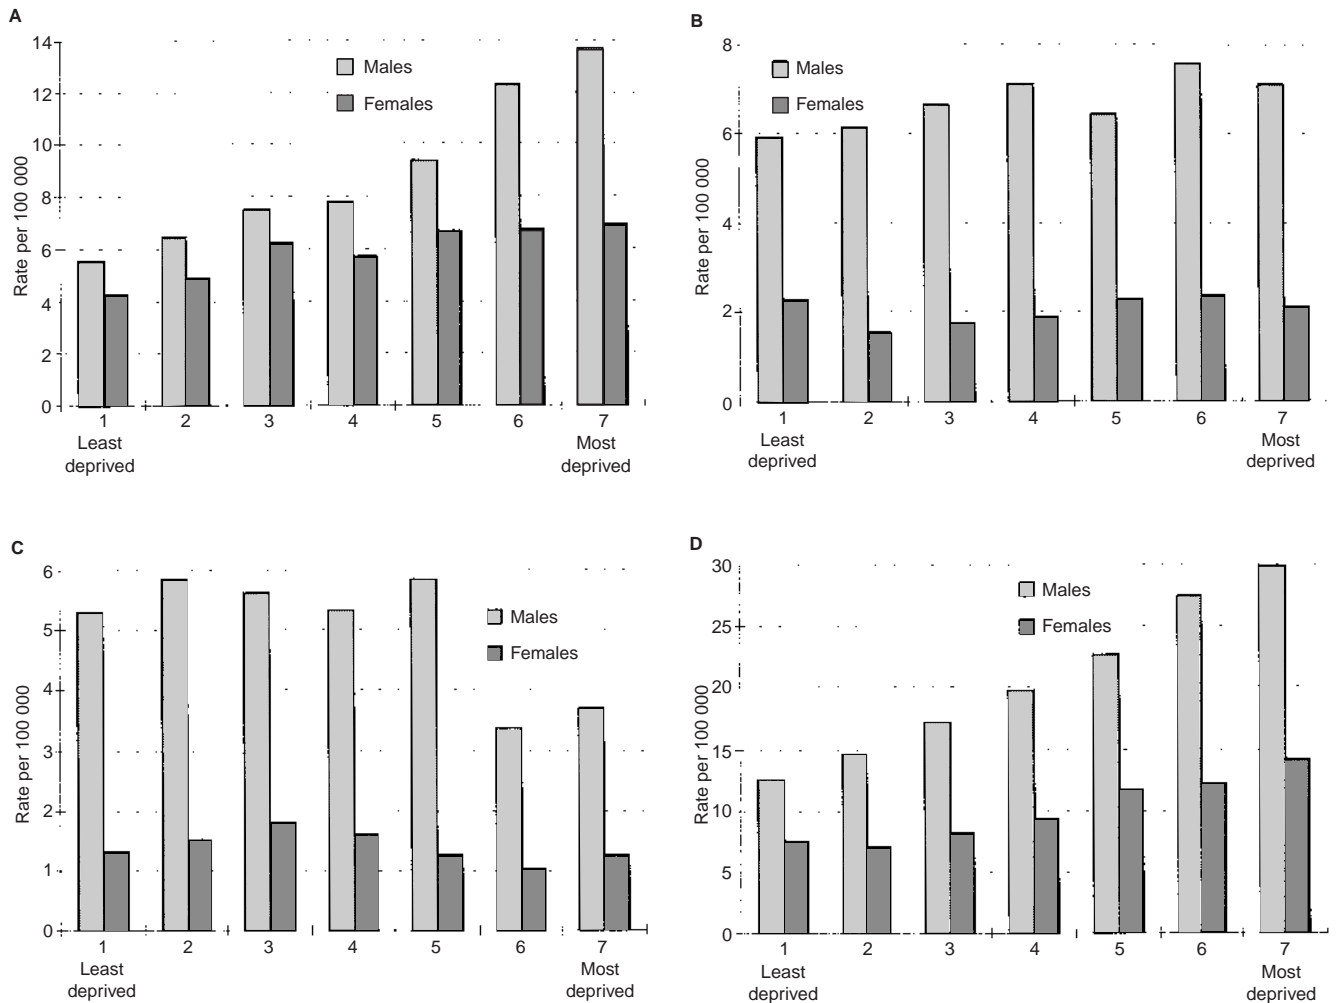 A
Rate per 100 000
14
12
10
8
6
4
2
0
Males
Females
1 2 3 4 5 6 7
Least deprived
Most deprived
B
Rate per 100 000
8
6
4
2
0
Males
Females
1 2 3 4 5 6 7
Least deprived
Most deprived
C
Rate per 100 000
6
5
4
3
2
1
0
Males
Females
1 2 3 4 5 6 7
Least deprived
Most deprived
D
Rate per 100 000
30
25
20
15
10
5
0
Males
Females
1 2 3 4 5 6 7
Least deprived
Most deprived